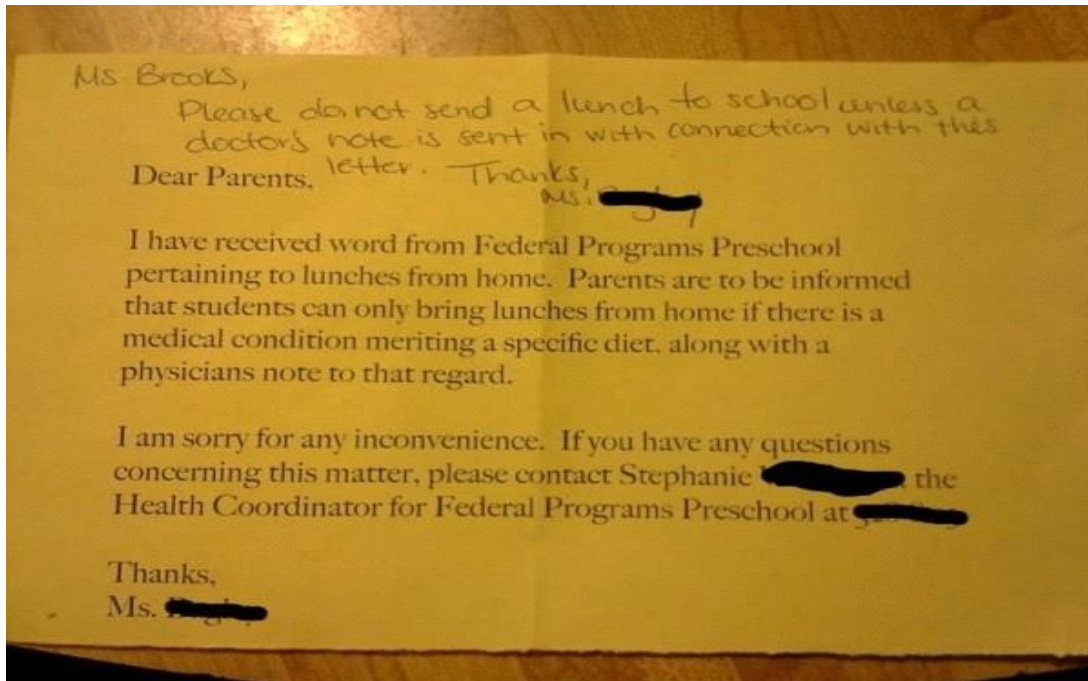 Ms Brooks,
Please do not send a lunch to school unless a
doctor's note is sent in with connection with this
letter. Thanks,
Ms.
Dear Parents,
I have received word from Federal Programs Preschool
pertaining to lunches from home. Parents are to be informed
that students can only bring lunches from home if there is a
medical condition meriting a specific diet, along with a
physicians note to that regard.
I am sorry for any inconvenience. If you have any questions
concerning this matter, please contact Stephanie the
Health Coordinator for Federal Programs Preschool at
Thanks,
Ms.